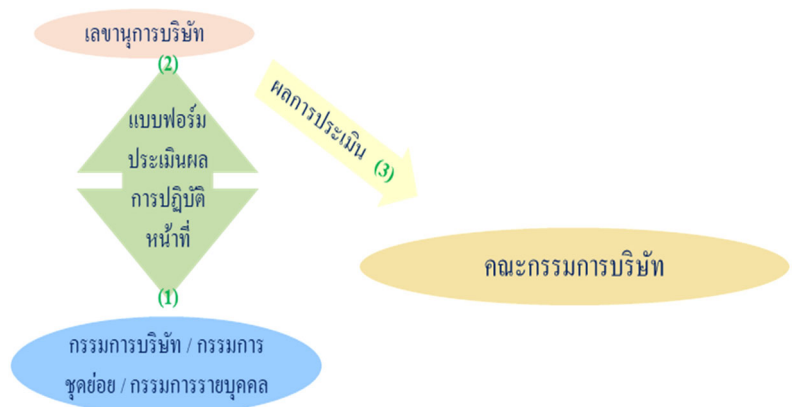 เลขานุการบริษัท
(2)
แบบฟอร์ม
ประเมินผล
การปฏิบัติ
หน้าที่
(1)
กรรมการบริษัท / กรรมการ
ชุดย่อย / กรรมการรายบุคคล
ผลการประเมิน (3)
คณะกรรมการบริษัท